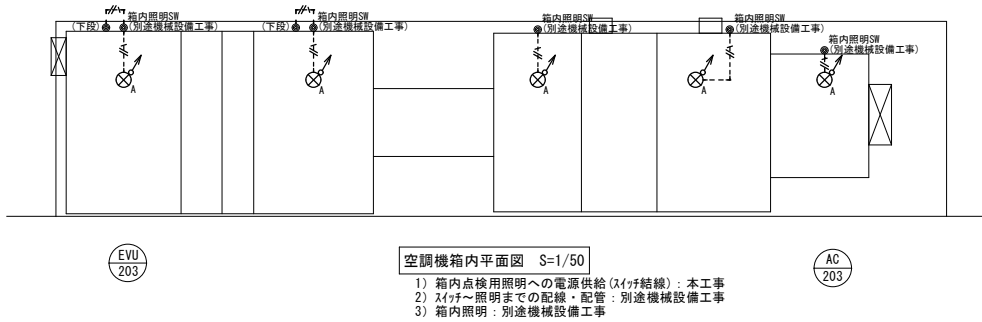 箱内照明SW
(下段)
(別途機械設備工事)
A
箱内照明SW
(下段)
(別途機械設備工事)
A
箱内照明SW
(別途機械設備工事)
A
箱内照明SW
(別途機械設備工事)
A
箱内照明SW
(別途機械設備工事)
A
EVU
203
空調機箱内平面図 S=1/50
1) 箱内点検用照明への電源供給(スイッチ結線):本工事
2) スイッチ～照明までの配線・配管:別途機械設備工事
3) 箱内照明:別途機械設備工事
AC
203